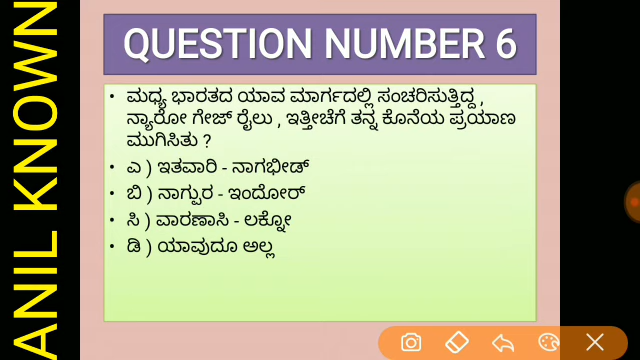 ANIL KNOWN
QUESTION NUMBER 6
• ಮಧ್ಯ ಭಾರತದ ಯಾವ ಮಾರ್ಗದಲ್ಲಿ ಸಂಚರಿಸುತ್ತಿದ್ದ ,
ನ್ಯಾರೋ ಗೇಜ್ ರೈಲು , ಇತ್ತೀಚೆಗೆ ತನ್ನ ಕೊನೆಯ ಪ್ರಯಾಣ
ಮುಗಿಸಿತು ?
• ಎ ) ಇತವಾರಿ - ನಾಗಭೀಡ್
• ಬಿ ) ನಾಗ್ಪುರ - ಇಂದೋರ್
• ಸಿ ) ವಾರಣಾಸಿ - ಲಕ್ನೋ
• ಡಿ ) ಯಾವುದೂ ಅಲ್ಲ